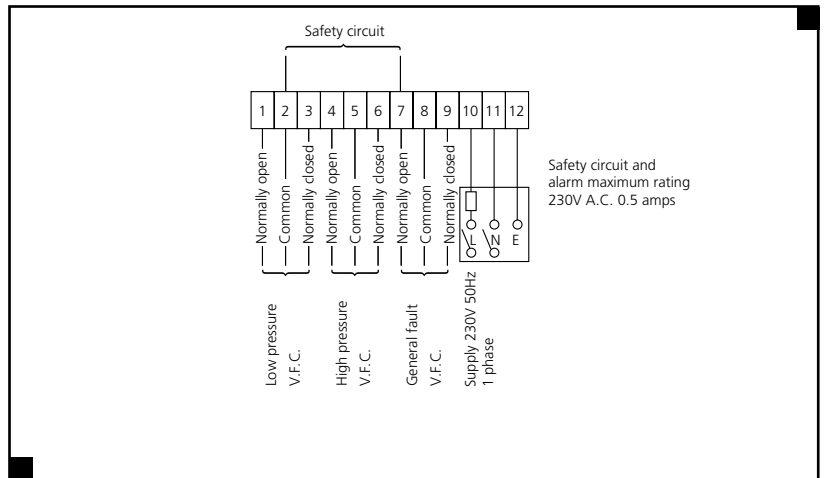 Safety circuit
1 2 3 4 5 6 7 8 9 10 11 12
Normally open
Common
Normally closed
Normally open
Common
Normally closed
Normally open
Common
Normally closed
L N E
Safety circuit and
alarm maximum rating
230V A.C. 0.5 amps
Low pressure
V.F.C.
High pressure
V.F.C.
General fault
V.F.C.
Supply 230V 50Hz
1 phase